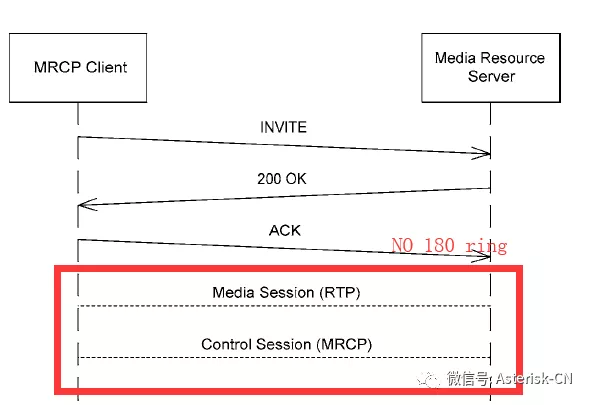 MRCP Client
Media Resource
Server
INVITE
200 OK
ACK
NO 180 ring
Media Session (RTP)
Control Session (MRCP)
微信号: Asterisk-CN